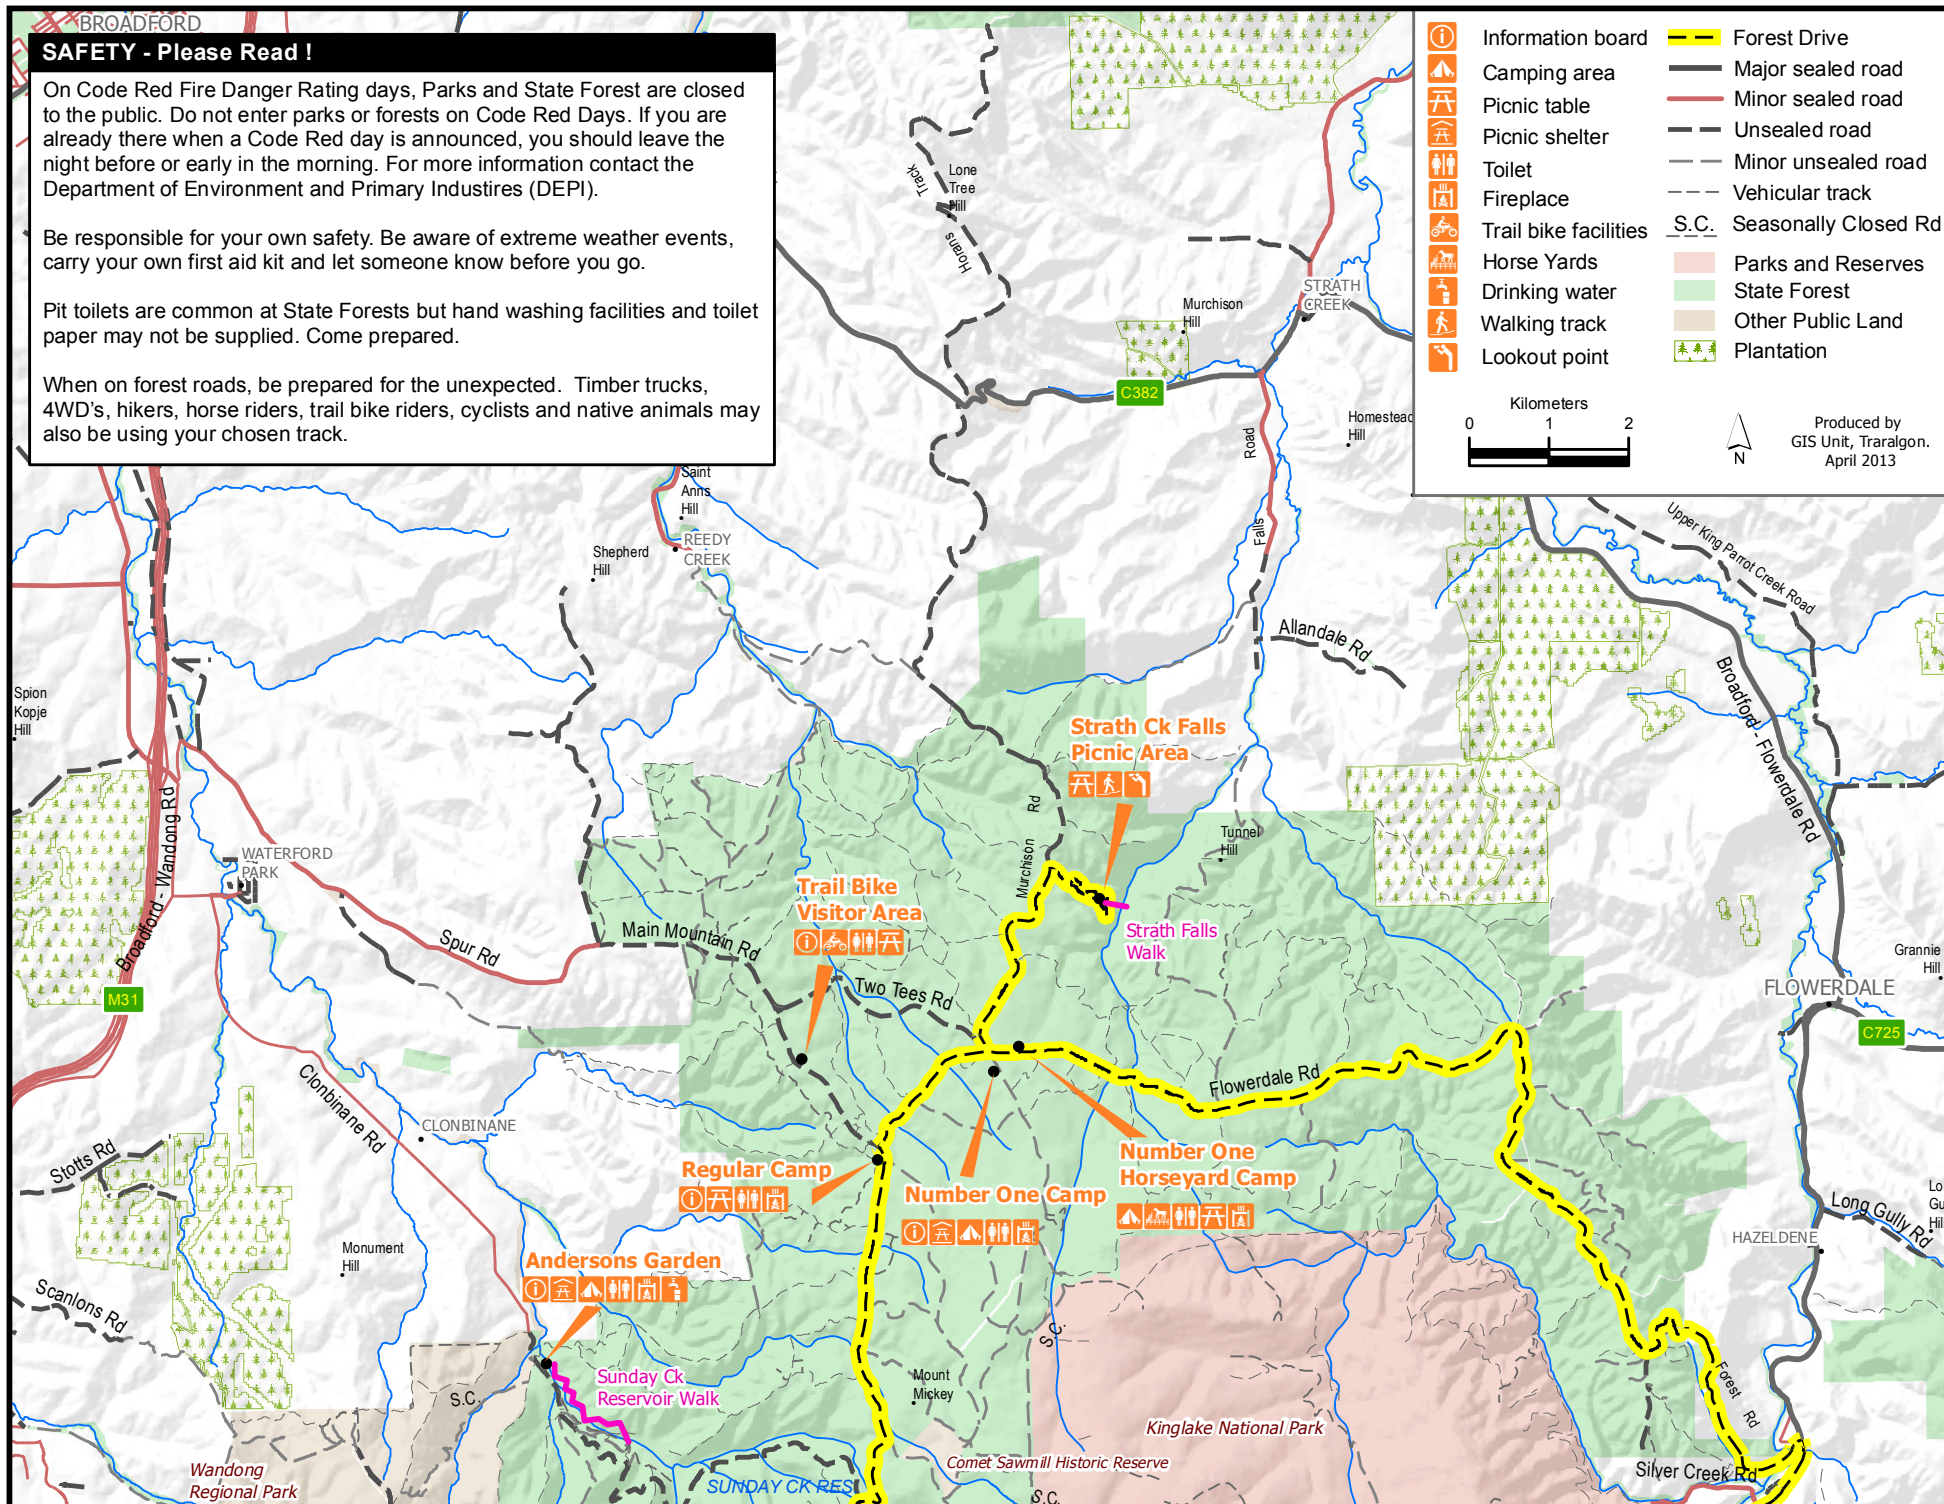 BROADFORD
SAFETY - Please Read !
On Code Red Fire Danger Rating days, Parks and State Forest are closed
to the public. Do not enter parks or forests on Code Red Days. If you are
already there when a Code Red day is announced, you should leave the
night before or early in the morning. For more information contact the
Department of Environment and Primary Industires (DEPI).
Be responsible for your own safety. Be aware of extreme weather events,
carry your own first aid kit and let someone know before you go.
Pit toilets are common at State Forests but hand washing facilities and toilet
paper may not be supplied. Come prepared.
When on forest roads, be prepared for the unexpected.  Timber trucks,
4WD's, hikers, horse riders, trail bike riders, cyclists and native animals may
also be using your chosen track.
Information board
Camping area
Picnic table
Picnic shelter
Toilet
Fireplace
Trail bike facilities
Horse Yards
Drinking water
Walking track
Lookout point
Forest Drive
Major sealed road
Minor sealed road
Unsealed road
Minor unsealed road
Vehicular track
S.C. Seasonally Closed Rd
Parks and Reserves
State Forest
Other Public Land
Plantation
Kilometers
0 1 2
N
Produced by
GIS Unit, Traralgon.
April 2013
Lone
Tree
Hill
Horans Track
Murchison
Hill
STRATH
CREEK
C382
Homestead
Hill
Falls Road
Saint
Anns
Hill
REEDY
CREEK
Shepherd
Hill
Upper King Parrot Creek Road
Allandale Rd
Broadford - Flowerdale Rd
Spion
Kopje
Hill
Strath Ck Falls
Picnic Area
Murchison Rd
Tunnel
Hill
WATERFORD
PARK
Broadford - Wandong Rd
Trail Bike
Visitor Area
Strath Falls
Walk
Spur Rd
Main Mountain Rd
Two Tees Rd
M31
Grannie
Hill
FLOWERDALE
C725
Flowerdale Rd
Clonbinane Rd
CLONBINANE
Stotts Rd
Regular Camp
Number One Camp
Number One
Horseyard Camp
Long Gully Rd
Lo
Gu
Hil
HAZELDENE
Monument
Hill
Andersons Garden
Scanlons Rd
S.C.
Sunday Ck
Reservoir Walk
Mount
Mickey
S.C.
Forest Rd
Kinglake National Park
Comet Sawmill Historic Reserve
Wandong
Regional Park
SUNDAY CK RES
S.C.
Silver Creek Rd